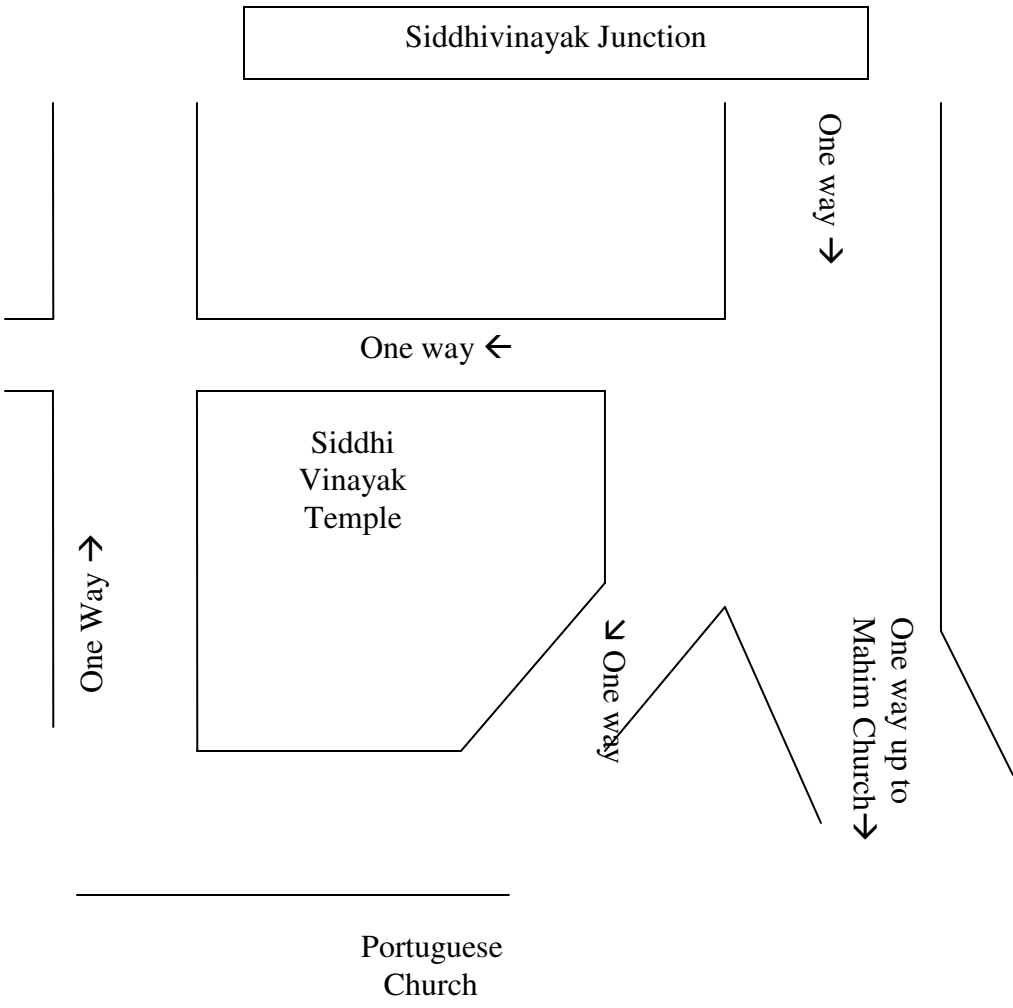 Siddhivinayak Junction
One way →
One way ←
Siddhi
Vinayak
Temple
One Way →
← One way
One way up to
Mahim Church→
Portuguese
Church